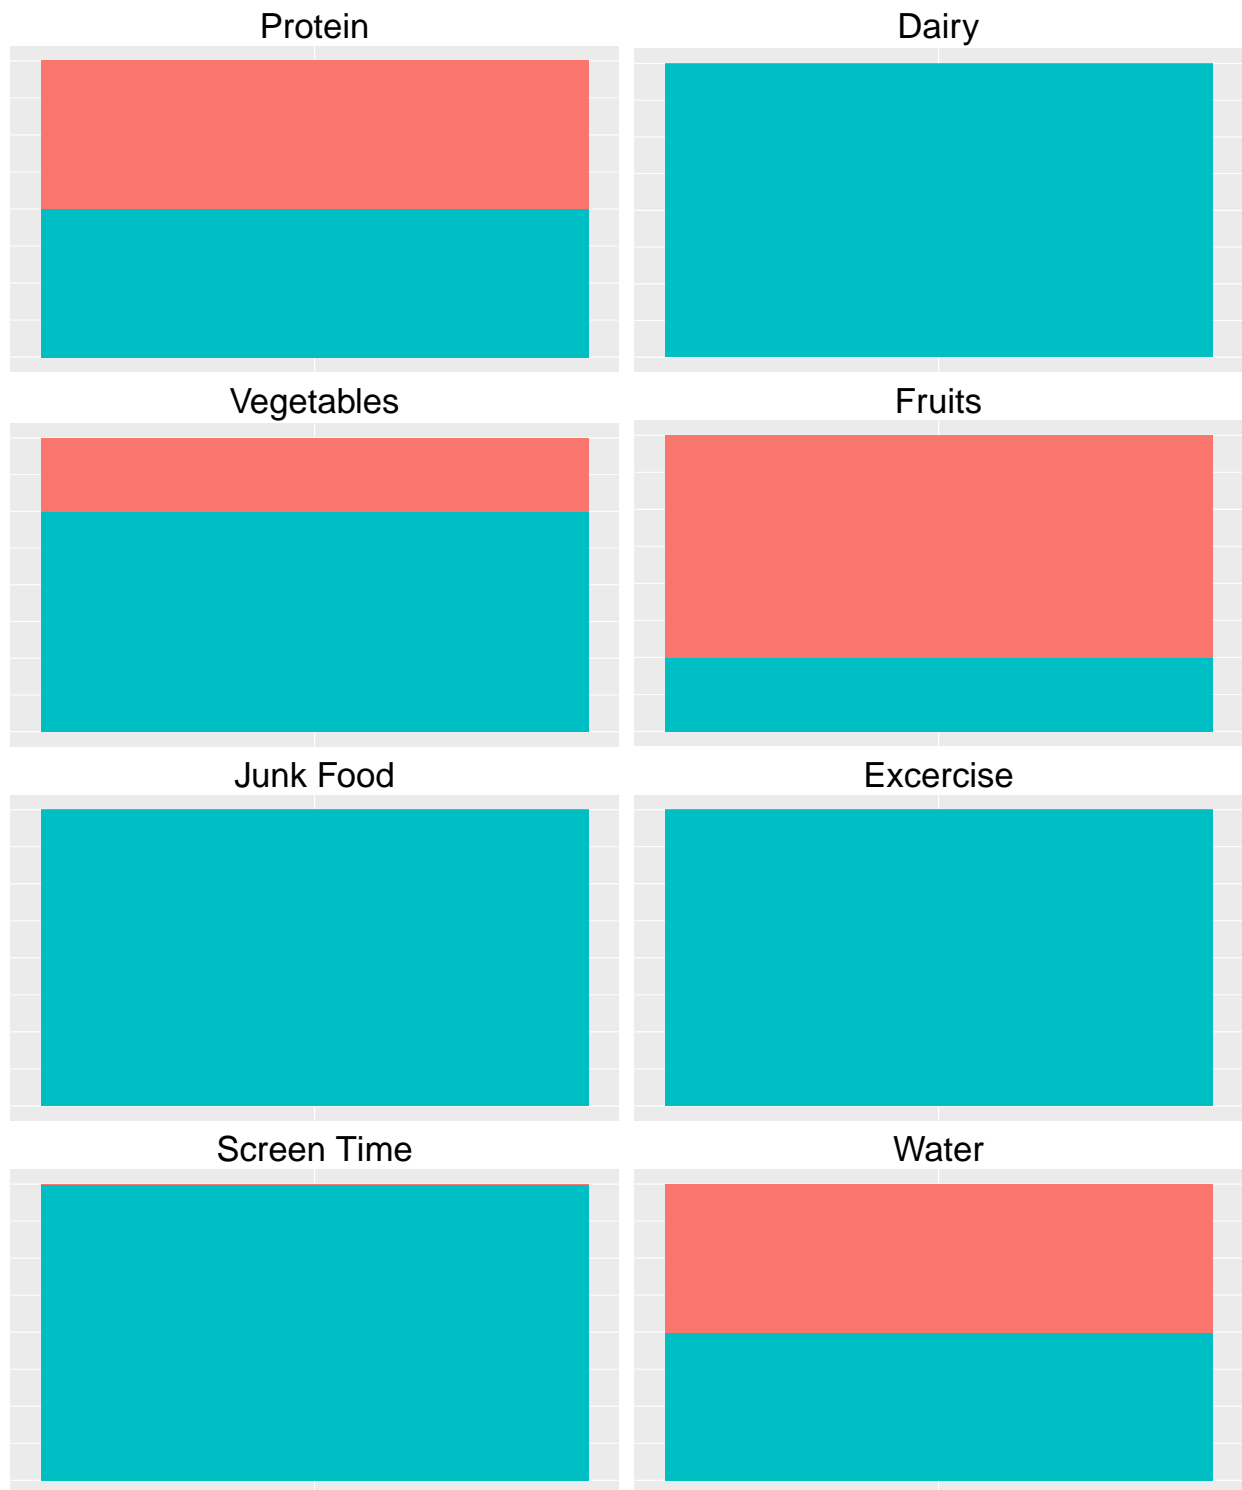 Protein
Dairy
Vegetables
Fruits
Junk Food
Excercise
Screen Time
Water